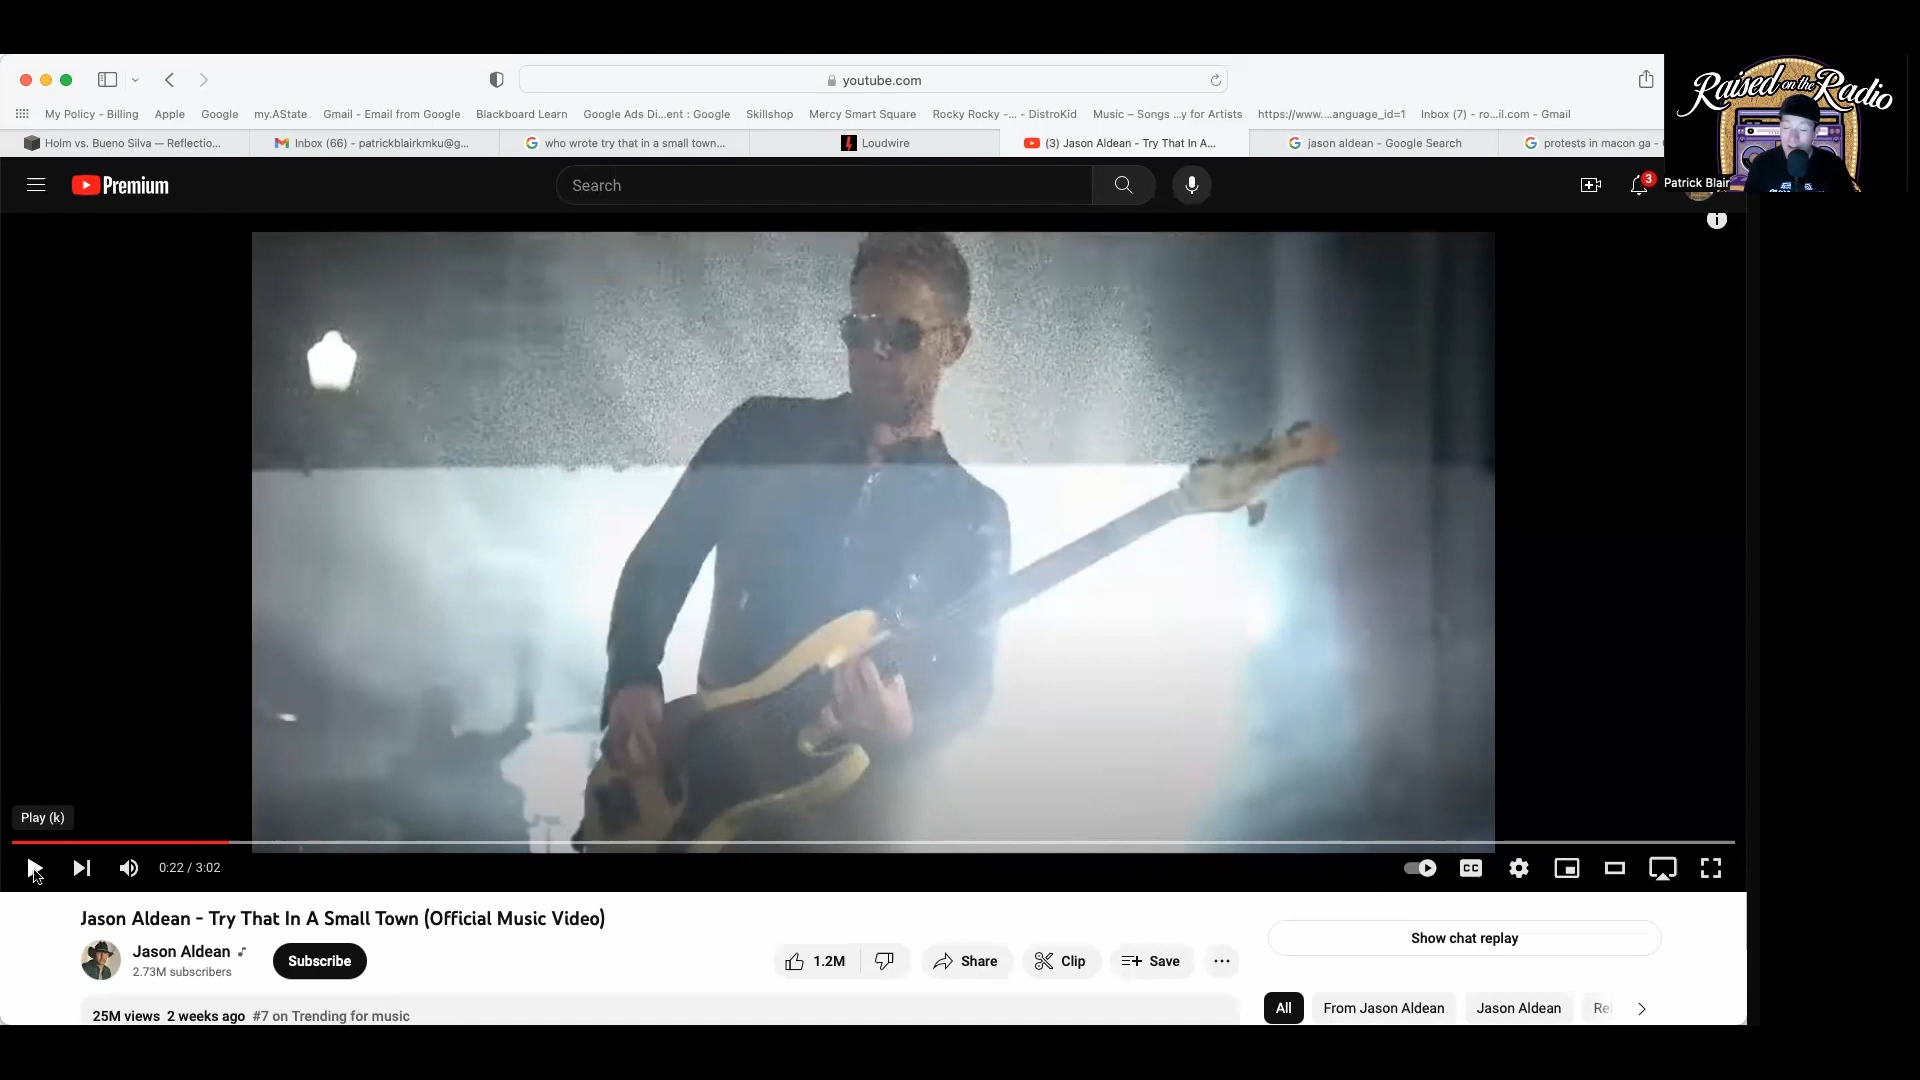 youtube.com
My Policy - Billing Apple Google my.AState Gmail - Email from Google Blackboard Learn Google Ads Di...ent : Google Skillshop Mercy Smart Square Rocky Rocky -... - DistroKid Music – Songs ...y for Artists https://www....anguage_id=1 Inbox (7) - ro...il.com - Gmail
Holm vs. Bueno Silva — Reflectio... Inbox (66) - patrickblairkmku@g... who wrote try that in a small town... Loudwire (3) Jason Aldean - Try That In A... jason aldean - Google Search protests in macon ga -
Raised on the Radio
Premium Search 3 Patrick Blair
Play (k)
0:22 / 3:02 CC
Jason Aldean - Try That In A Small Town (Official Music Video)
Jason Aldean
2.73M subscribers
Subscribe 1.2M Share Clip Save
Show chat replay
25M views 2 weeks ago #7 on Trending for music
All From Jason Aldean Jason Aldean Rel